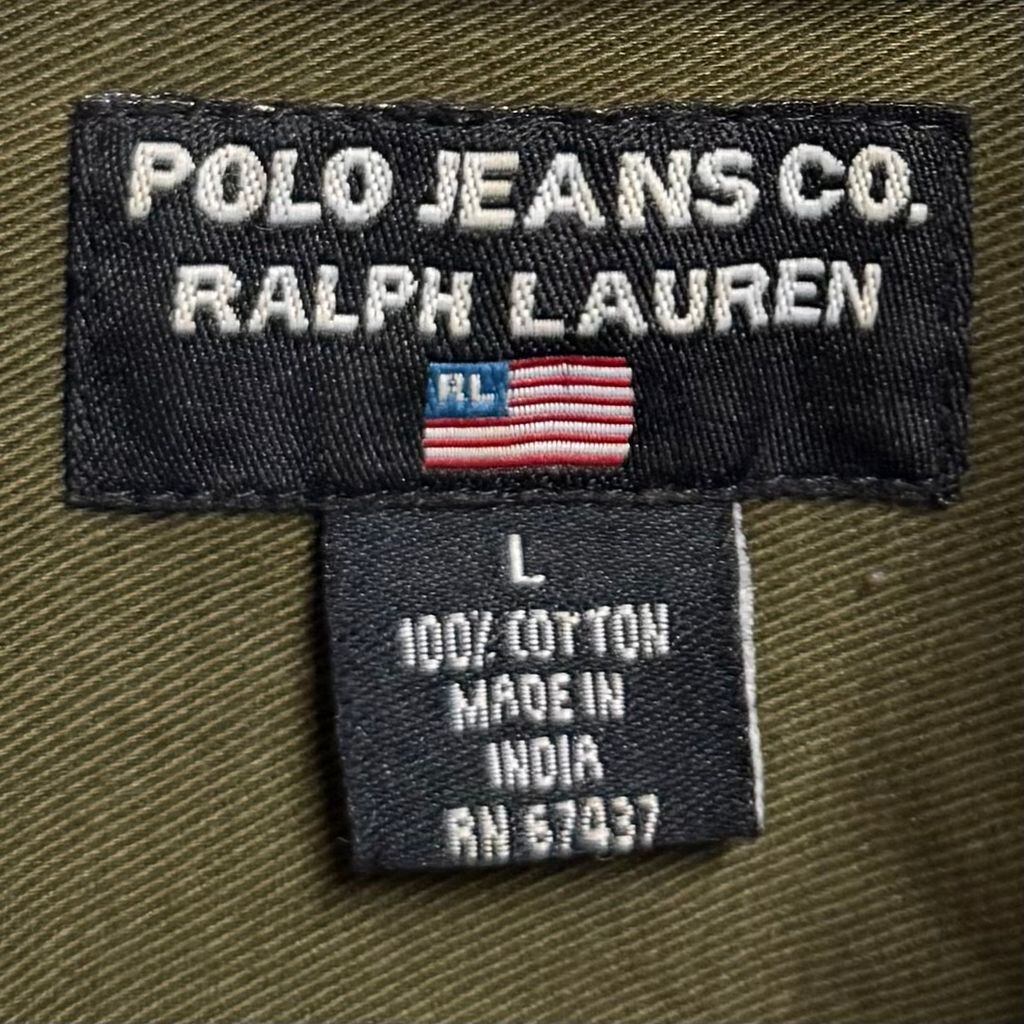 POLO JEANS CO.
RALPH LAUREN
RL
L
100% COTTON
MADE IN
INDIA
RN 67437